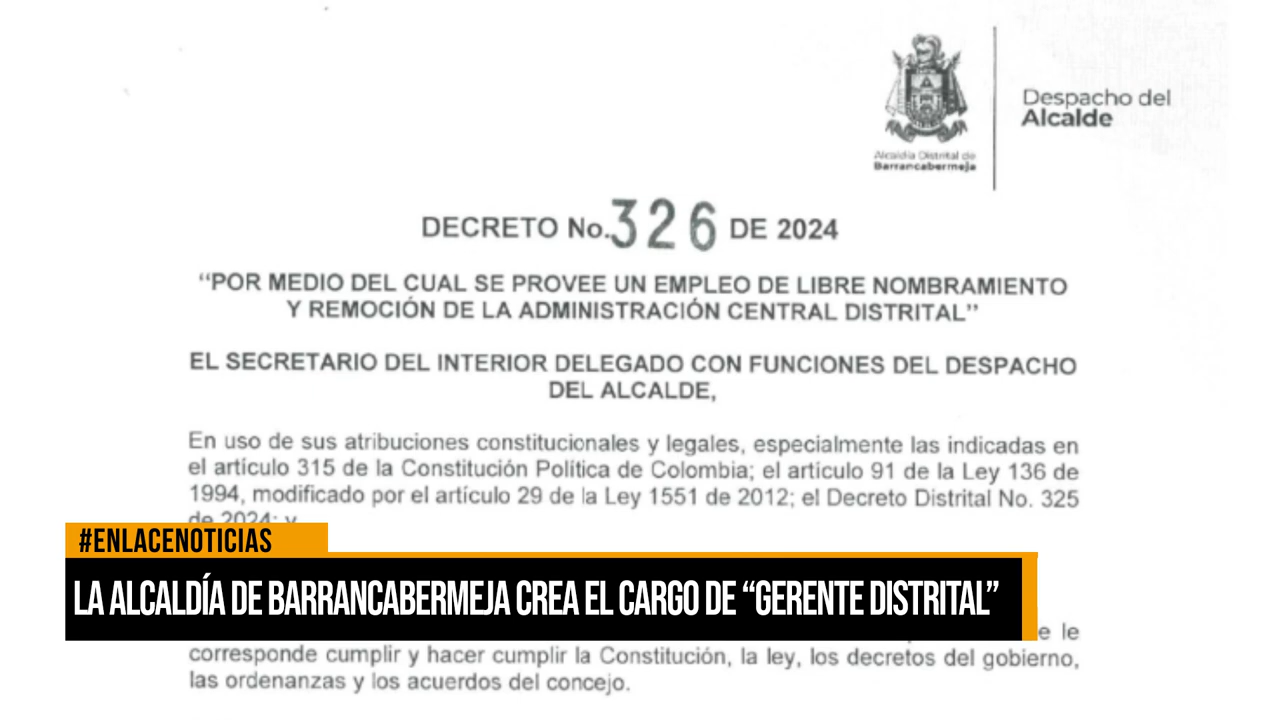 Alcaldía Distrital de
Barrancabermeja
Despacho del
Alcalde
DECRETO No. 326 DE 2024
“POR MEDIO DEL CUAL SE PROVEE UN EMPLEO DE LIBRE NOMBRAMIENTO
Y REMOCIÓN DE LA ADMINISTRACIÓN CENTRAL DISTRITAL”
EL SECRETARIO DEL INTERIOR DELEGADO CON FUNCIONES DEL DESPACHO
DEL ALCALDE,
En uso de sus atribuciones constitucionales y legales, especialmente las indicadas en
el artículo 315 de la Constitución Política de Colombia; el artículo 91 de la Ley 136 de
1994, modificado por el artículo 29 de la Ley 1551 de 2012; el Decreto Distrital No. 325
de 2024; y
#ENLACENOTICIAS
LA ALCALDÍA DE BARRANCABERMEJA CREA EL CARGO DE “GERENTE DISTRITAL”
e le
corresponde cumplir y hacer cumplir la Constitución, la ley, los decretos del gobierno,
las ordenanzas y los acuerdos del concejo.